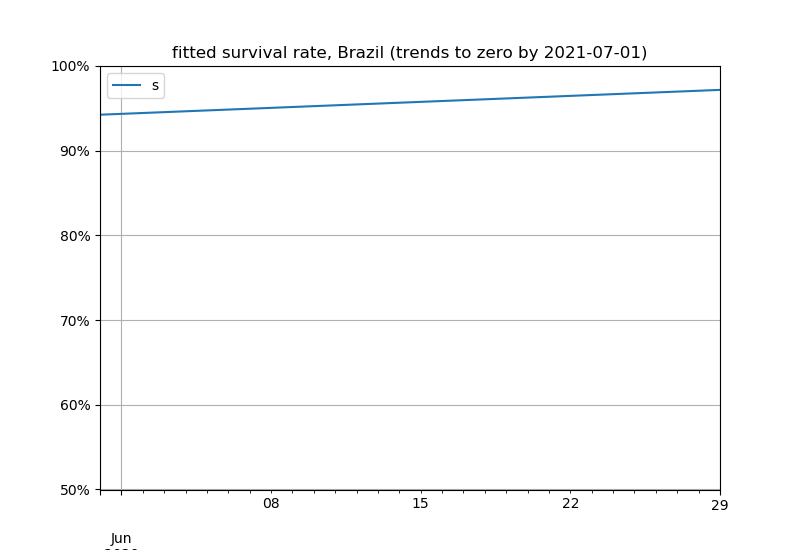 fitted survival rate, Brazil (trends to zero by 2021-07-01)
100%
s
90%
80%
70%
60%
50%
08 15 22 29
Jun